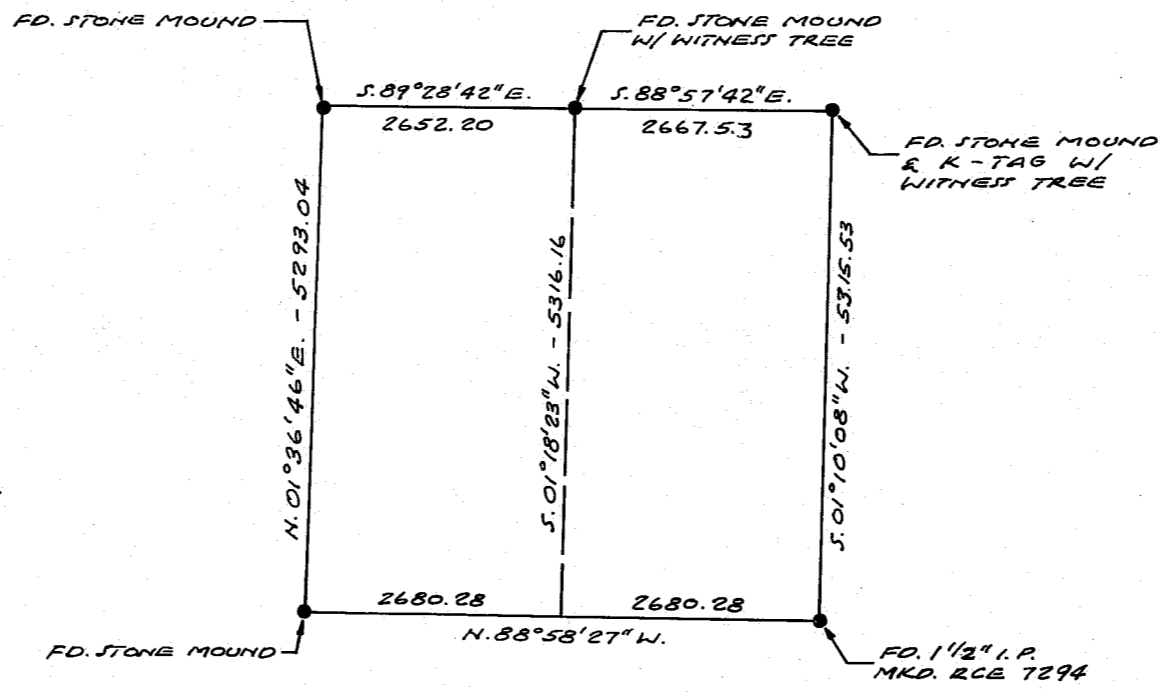 FD. STONE MOUND
FD. STONE MOUND
W/ WITNESS TREE
S.89°28'42"E.
2652.20
S.88°57'42"E.
2667.53
FD. STONE MOUND
& K-TAG W/
WITNESS TREE
N.01°36'46"E. - 5293.04
S.01°18'23"W. - 5316.16
S.01°10'08"W. - 5315.53
2680.28
2680.28
N.88°58'27"W.
FD. STONE MOUND
FD. 1 1/2" I.P.
MKD. RCE 7294